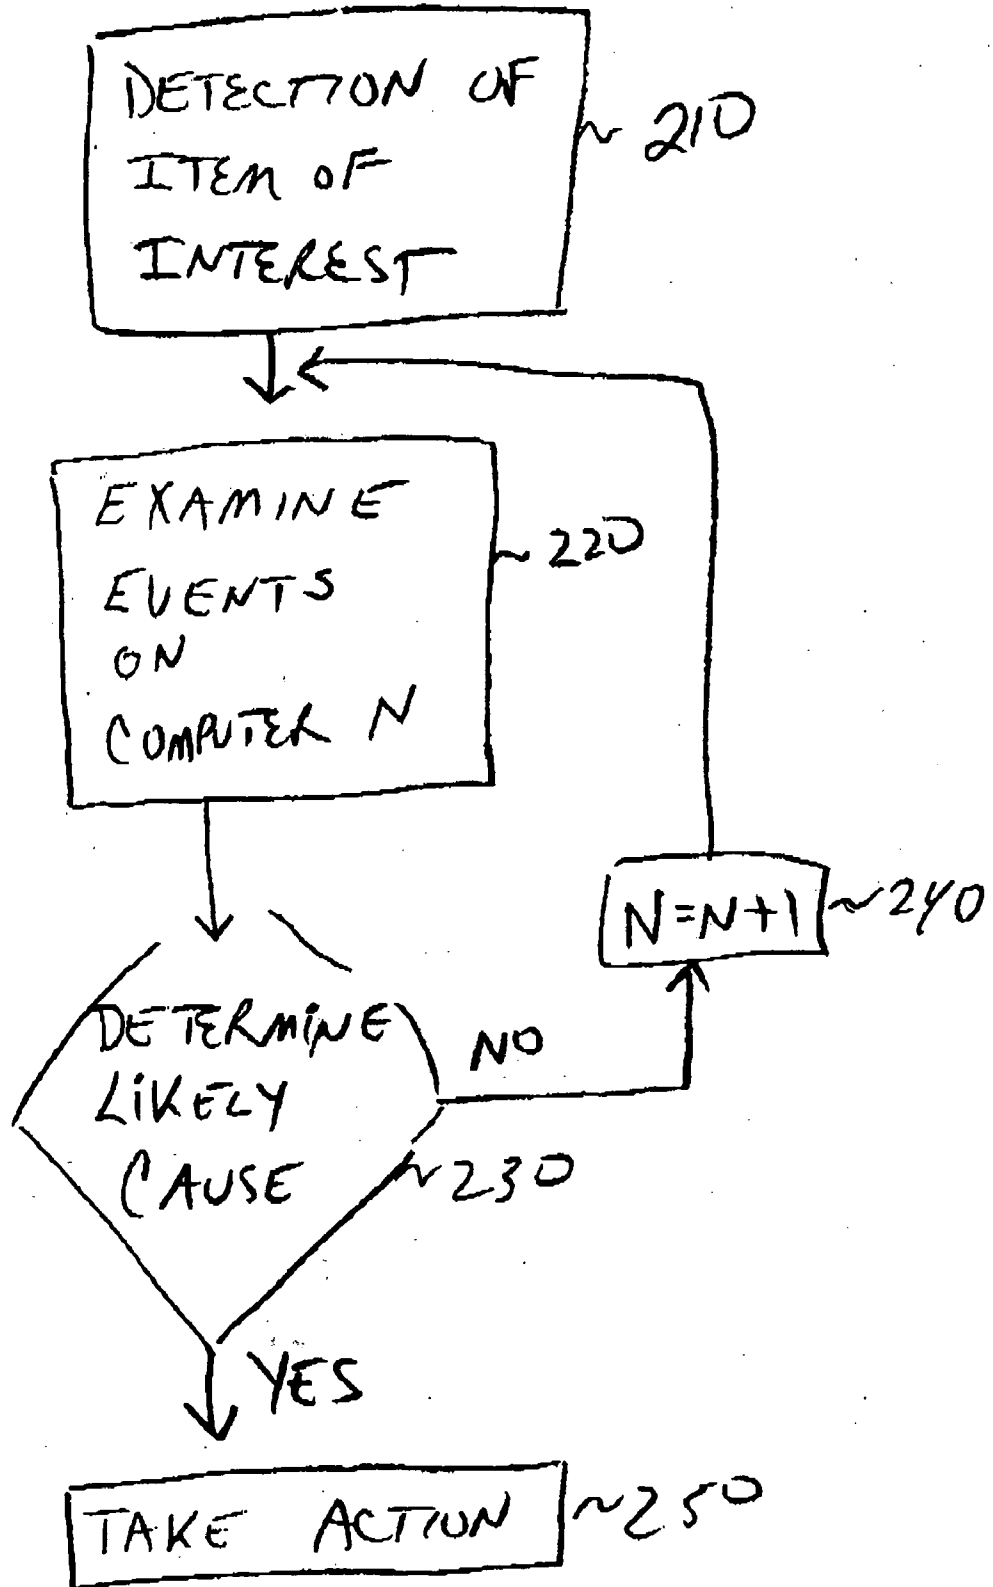 DETECTION OF
ITEM OF
INTEREST
~210
EXAMINE
EVENTS
ON
COMPUTER N
~220
N=N+1
~240
DETERMINE
LIKELY
CAUSE
NO
~230
YES
TAKE ACTION
~250